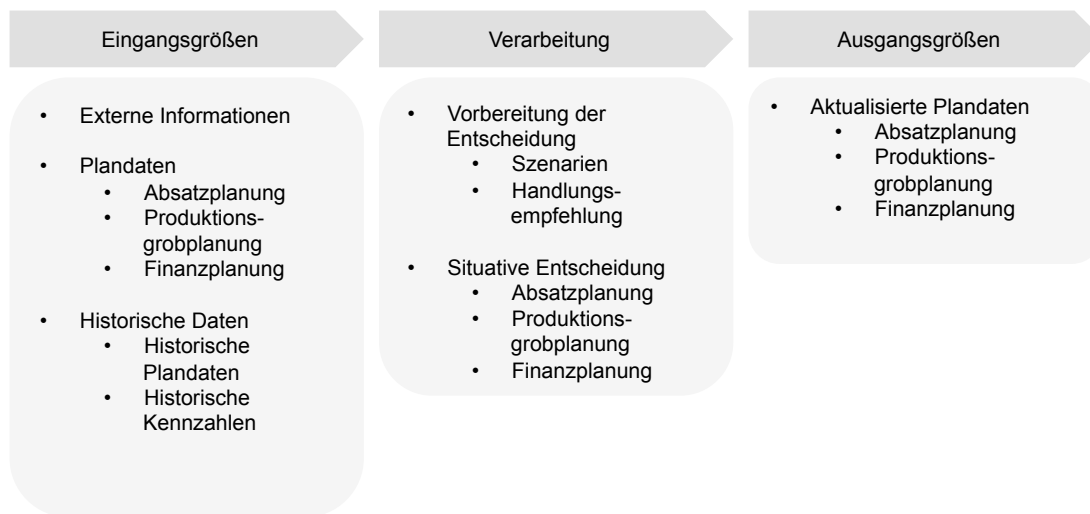 Eingangsgrößen
Verarbeitung
Ausgangsgrößen
• Externe Informationen
• Plandaten
• Absatzplanung
• Produktions-
grobplanung
• Finanzplanung
• Historische Daten
• Historische
Plandaten
• Historische
Kennzahlen
• Vorbereitung der
Entscheidung
• Szenarien
• Handlungs-
empfehlung
• Situative Entscheidung
• Absatzplanung
• Produktions-
grobplanung
• Finanzplanung
• Aktualisierte Plandaten
• Absatzplanung
• Produktions-
grobplanung
• Finanzplanung